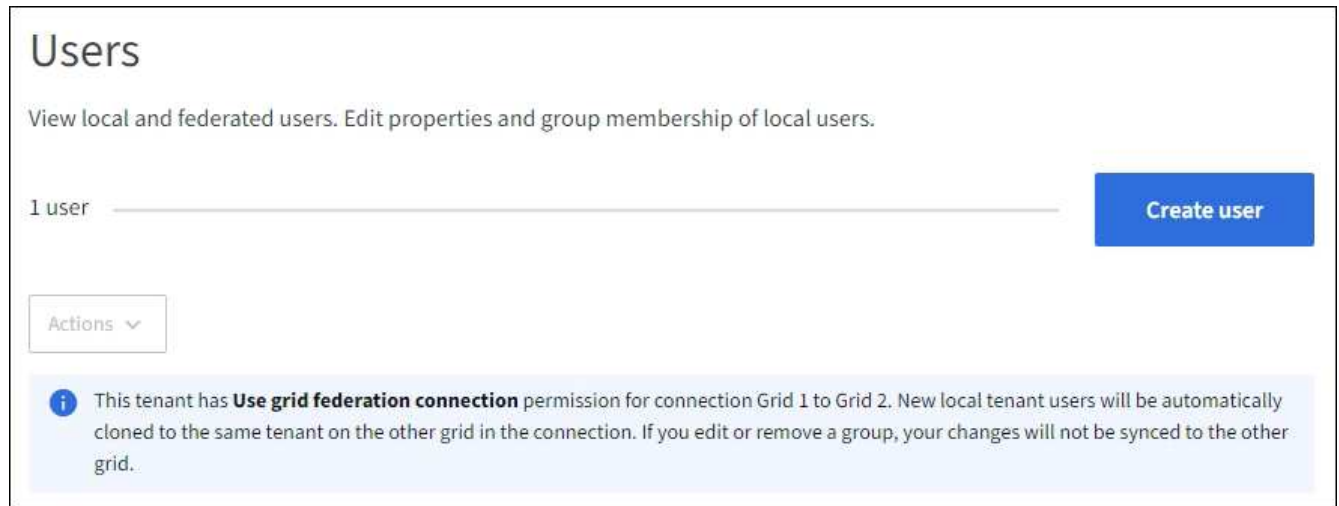 Users
View local and federated users. Edit properties and group membership of local users.
1 user
Create user
Actions
This tenant has Use grid federation connection permission for connection Grid 1 to Grid 2. New local tenant users will be automatically
cloned to the same tenant on the other grid in the connection. If you edit or remove a group, your changes will not be synced to the other
grid.